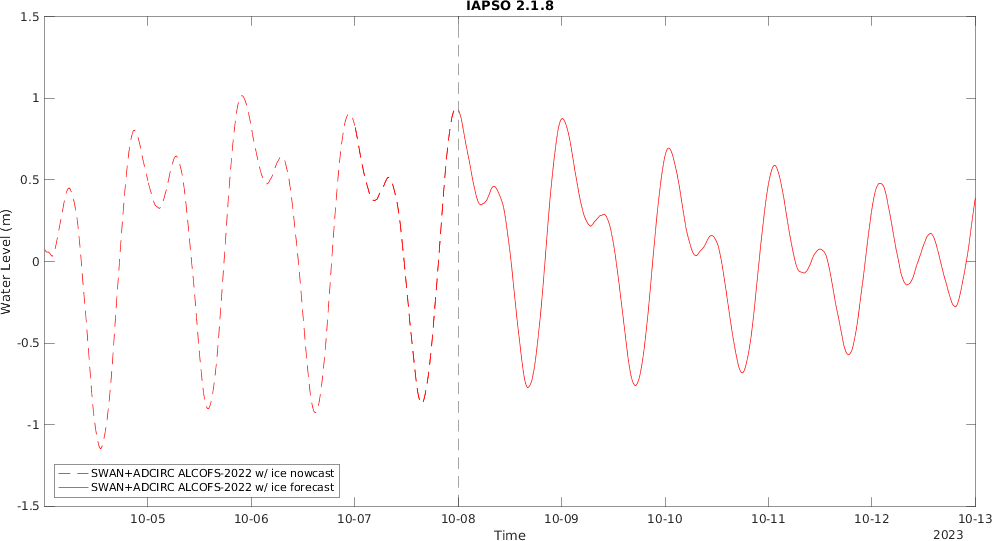 IAPSO 2.1.8
1.5
1
0.5
0
-0.5
-1
-1.5
Water Level (m)
SWAN+ADCIRC ALCOFS-2022 w/ ice nowcast
SWAN+ADCIRC ALCOFS-2022 w/ ice forecast
10-05 10-06 10-07 10-08 10-09 10-10 10-11 10-12 10-13
Time
2023